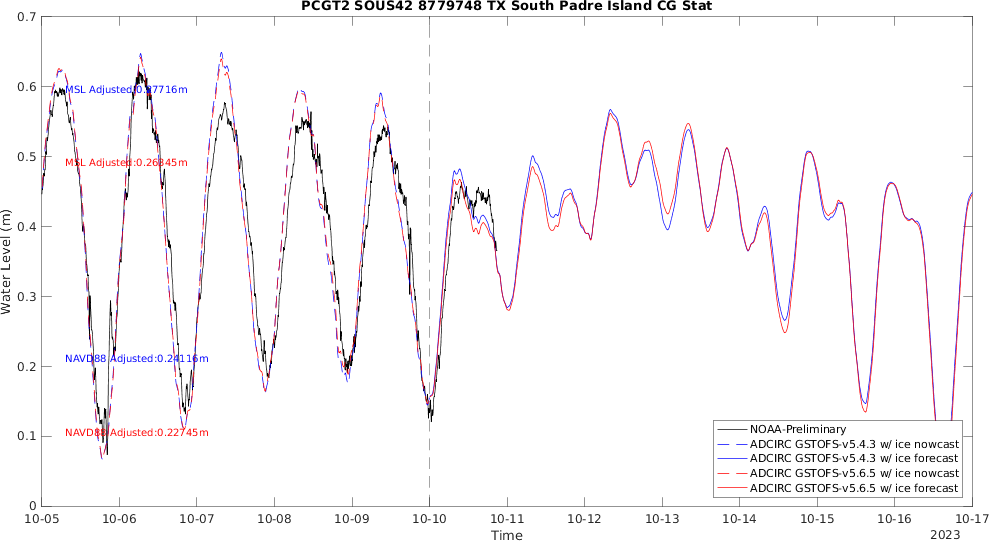 PCGT2 SOUS42 8779748 TX South Padre Island CG Stat
0.7
0.6
0.5
0.4
0.3
0.2
0.1
0
Water Level (m)
MSL Adjusted:0.27716m
MSL Adjusted:0.26845m
NAVD88 Adjusted:0.24116m
NAVD88 Adjusted:0.22745m
NOAA-Preliminary
ADCIRC GSTOFS-v5.4.3 w/ ice nowcast
ADCIRC GSTOFS-v5.4.3 w/ ice forecast
ADCIRC GSTOFS-v5.6.5 w/ ice nowcast
ADCIRC GSTOFS-v5.6.5 w/ ice forecast
10-05 10-06 10-07 10-08 10-09 10-10 10-11 10-12 10-13 10-14 10-15 10-16 10-17
Time
2023